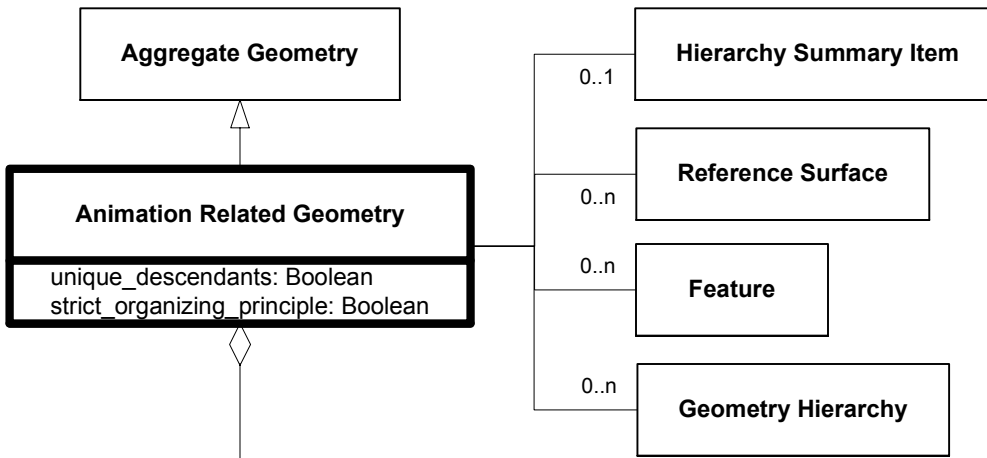 Aggregate Geometry
Animation Related Geometry
unique_descendants: Boolean
strict_organizing_principle: Boolean
0..1
Hierarchy Summary Item
0..n
Reference Surface
0..n
Feature
0..n
Geometry Hierarchy